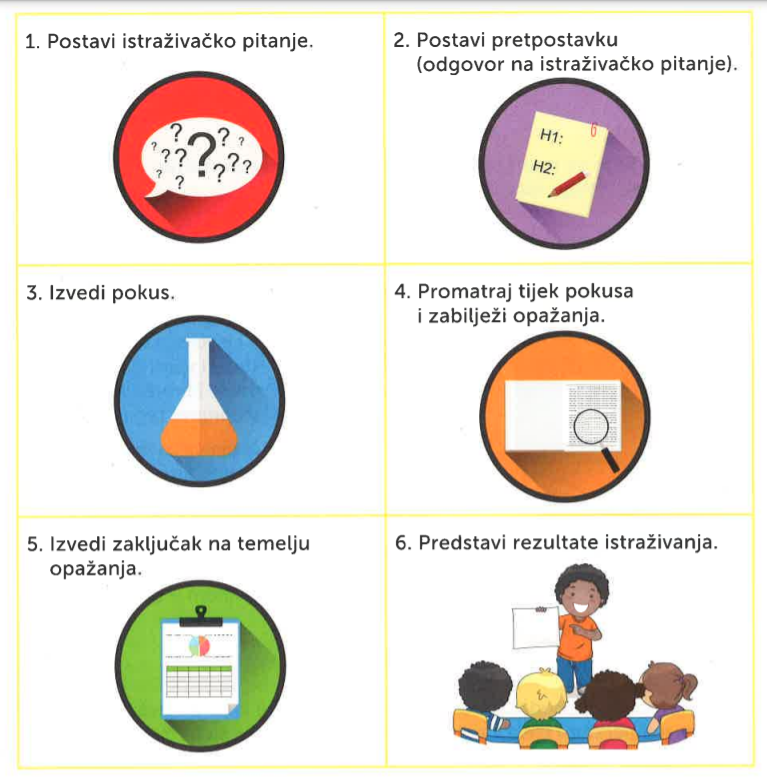 1. Postavi istraživačko pitanje.
? ? ? ? ? ? ? ? ? ? ? ?
2. Postavi pretpostavku
(odgovor na istraživačko pitanje).
H1:
H2:
3. Izvedi pokus.
4. Promatraj tijek pokusa
i zabilježi opažanja.
5. Izvedi zaključak na temelju
opažanja.
6. Predstavi rezultate istraživanja.